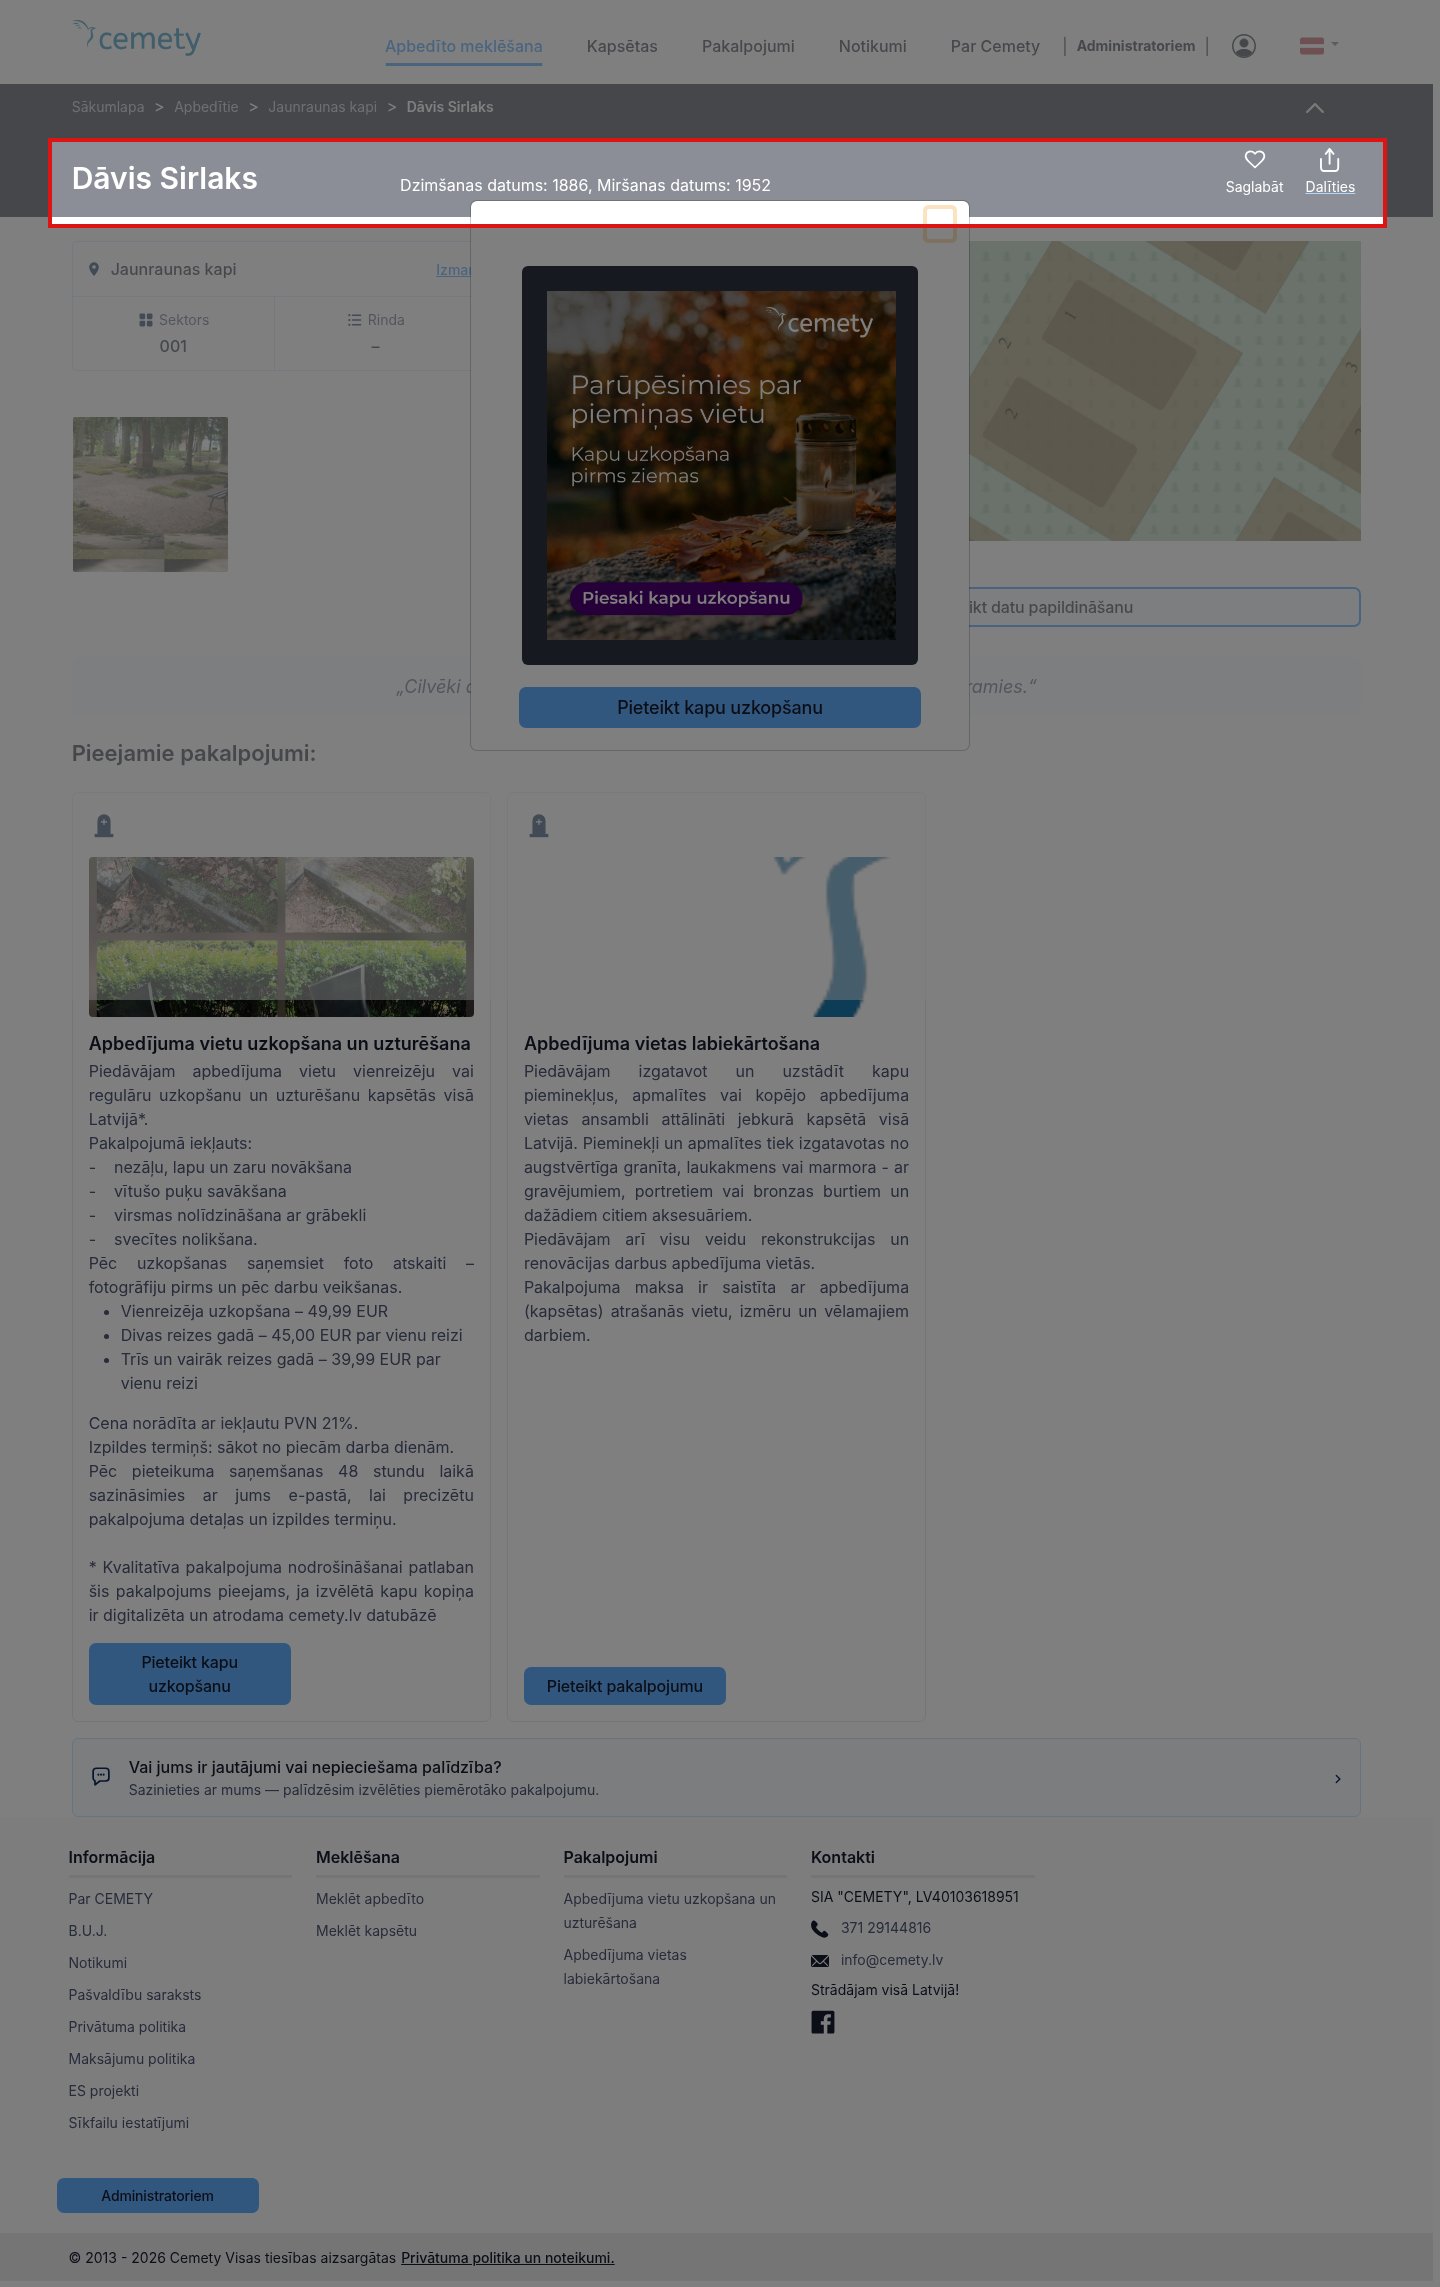 cemety
Apbedīto meklēšana
Kapsētas
Pakalpojumi
Notikumi
Par Cemety
| Administratoriem |
Sākumlapa > Apbedītie > Jaunraunas kapi > Dāvis Sirlaks
Dāvis Sirlaks
Dzimšanas datums: 1886, Miršanas datums: 1952
Saglabāt
Dalīties
Jaunraunas kapi
Sektors
001
Rinda
–
cemety
Parūpēsimies par
piemiņas vietu
Kapu uzkopšana
pirms ziemas
Piesaki kapu uzkopšanu
Pieteikt kapu uzkopšanu
1
2
2
3
datu papildināšanu
„Cilvēki
Pieejamie pakalpojumi:
Apbedījuma vietu uzkopšana un uzturēšana
Piedāvājam apbedījuma vietu vienreizēju vai
regulāru uzkopšanu un uzturēšanu kapsētās visā
Latvijā*.
Pakalpojumā iekļauts:
- nezāļu, lapu un zaru novākšana
- vītušo puķu savākšana
- virsmas nolīdzināšana ar grābekli
- svecītes nolikšana.
Pēc uzkopšanas saņemsiet foto atskaiti –
fotogrāfiju pirms un pēc darbu veikšanas.
• Vienreizēja uzkopšana – 49,99 EUR
• Divas reizes gadā – 45,00 EUR par vienu reizi
• Trīs un vairāk reizes gadā – 39,99 EUR par
vienu reizi
Cena norādīta ar iekļautu PVN 21%.
Izpildes termiņš: sākot no piecām darba dienām.
Pēc pieteikuma saņemšanas 48 stundu laikā
sazināsimies ar jums e-pastā, lai precizētu
pakalpojuma detaļas un izpildes termiņu.
* Kvalitatīva pakalpojuma nodrošināšanai patlaban
šis pakalpojums pieejams, ja izvēlētā kapu kopiņa
ir digitalizēta un atrodama cemety.lv datubāzē
Pieteikt kapu
uzkopšanu
Apbedījuma vietas labiekārtošana
Piedāvājam izgatavot un uzstādīt kapu
pieminekļus, apmalītes vai kopējo apbedījuma
vietas ansambli attālināti jebkurā kapsētā visā
Latvijā. Pieminekļi un apmalītes tiek izgatavotas no
augstvērtīga granīta, laukakmens vai marmora - ar
gravējumiem, portretiem vai bronzas burtiem un
dažādiem citiem aksesuāriem.
Piedāvājam arī visu veidu rekonstrukcijas un
renovācijas darbus apbedījuma vietās.
Pakalpojuma maksa ir saistīta ar apbedījuma
(kapsētas) atrašanās vietu, izmēru un vēlamajiem
darbiem.
Pieteikt pakalpojumu
Vai jums ir jautājumi vai nepieciešama palīdzība?
Sazinieties ar mums — palīdzēsim izvēlēties piemērotāko pakalpojumu.
Informācija
Par CEMETY
B.U.J.
Notikumi
Pašvaldību saraksts
Privātuma politika
Maksājumu politika
ES projekti
Sīkfailu iestatījumi
Meklēšana
Meklēt apbedīto
Meklēt kapsētu
Pakalpojumi
Apbedījuma vietu uzkopšana un
uzturēšana
Apbedījuma vietas
labiekārtošana
Kontakti
SIA "CEMETY", LV40103618951
371 29144816
info@cemety.lv
Strādājam visā Latvijā!
Administratoriem
© 2013 - 2026 Cemety Visas tiesības aizsargātas Privātuma politika un noteikumi.